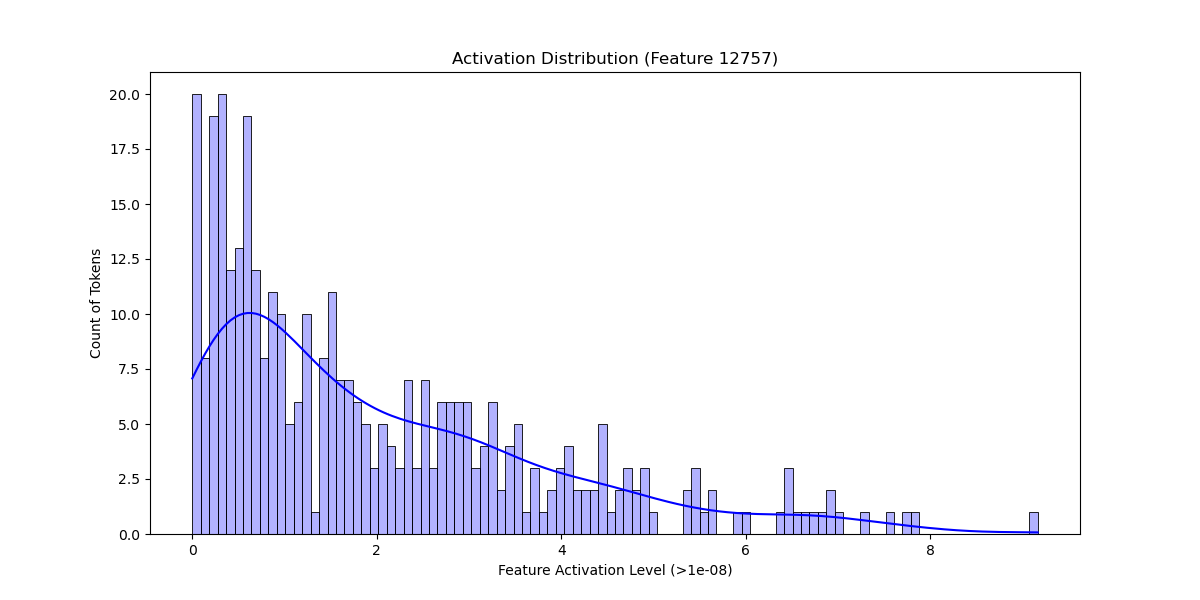 Activation Distribution (Feature 12757)
20.0
17.5
15.0
12.5
10.0
7.5
5.0
2.5
0.0
Count of Tokens
0 2 4 6 8
Feature Activation Level (>1e-08)